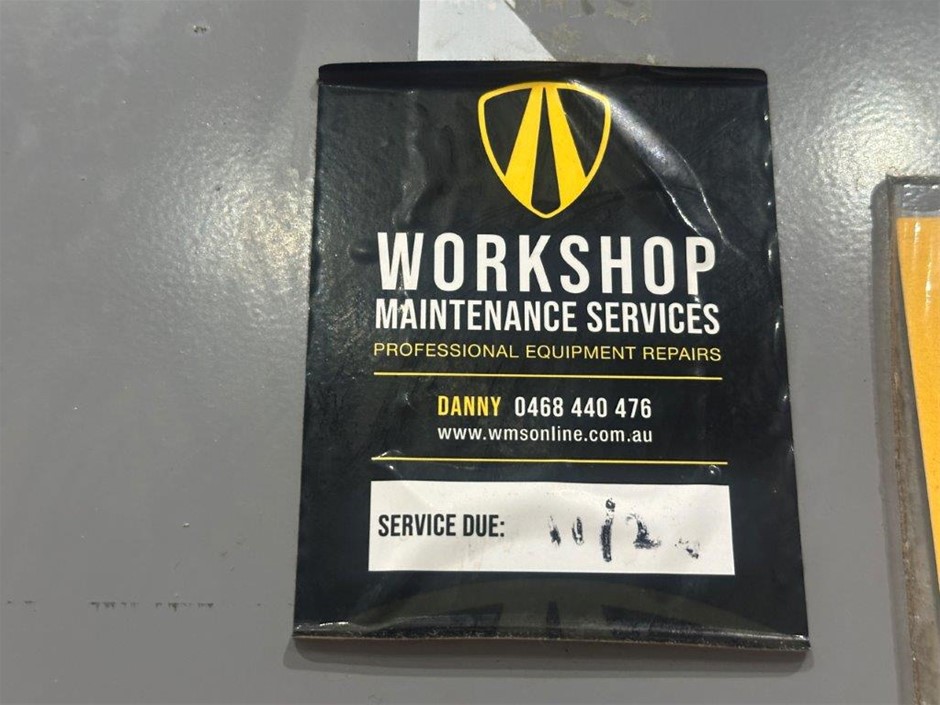 WORKSHOP
MAINTENANCE SERVICES
PROFESSIONAL EQUIPMENT REPAIRS
DANNY 0468 440 476
www.wmsonline.com.au
SERVICE DUE: